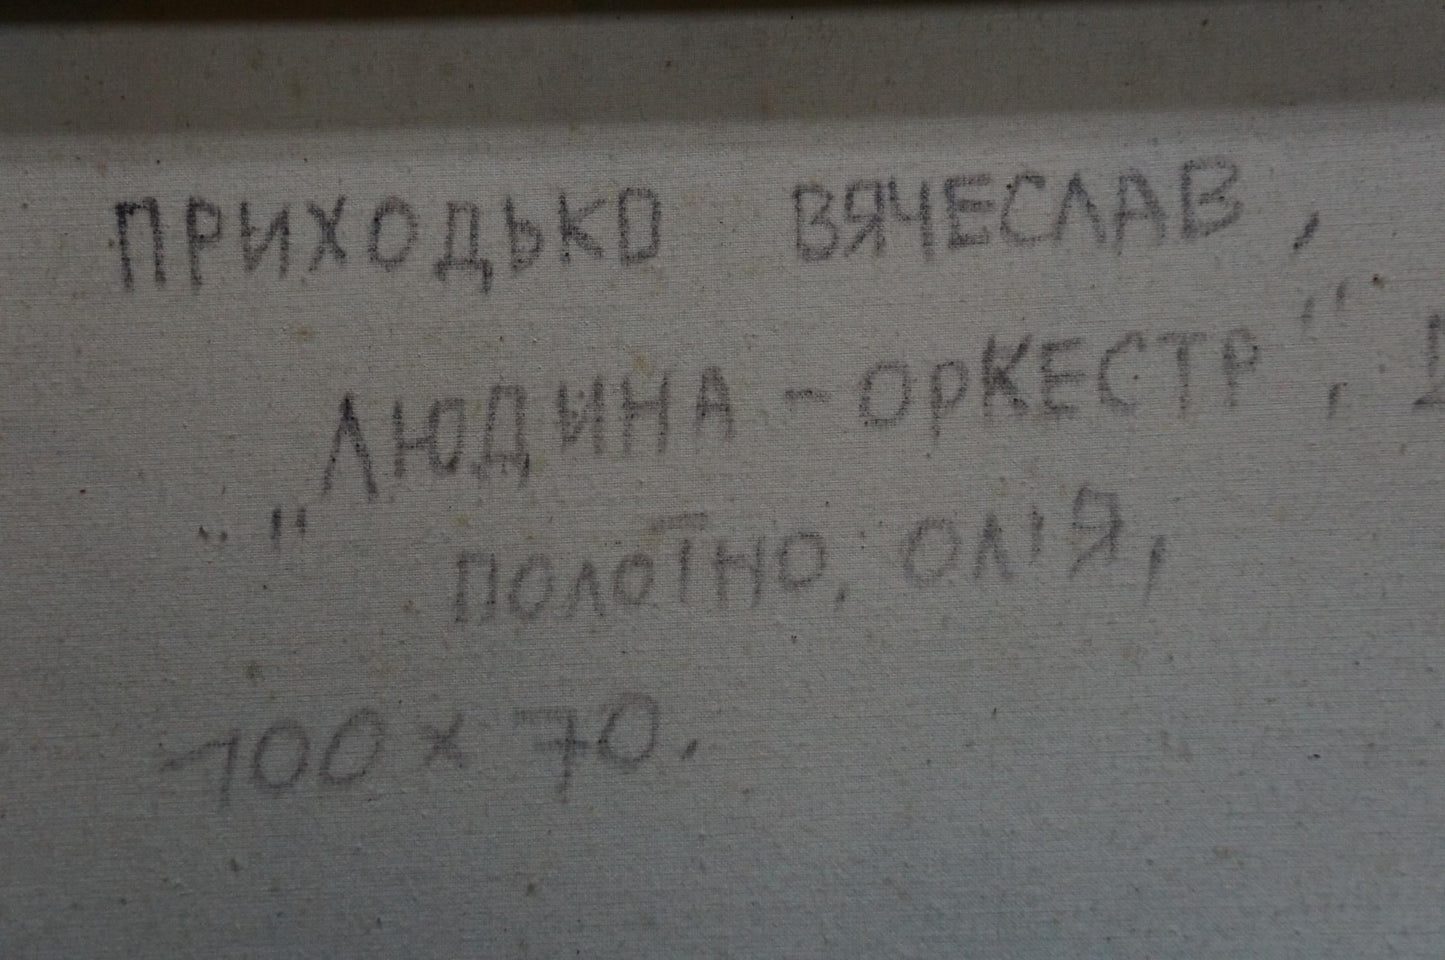 ПРИХОДЬКО ВЯЧЕСЛАВ,
„ЛЮДИНА - ОРКЕСТР",
ПОЛОТНО, ОЛІЯ,
100 х 70.